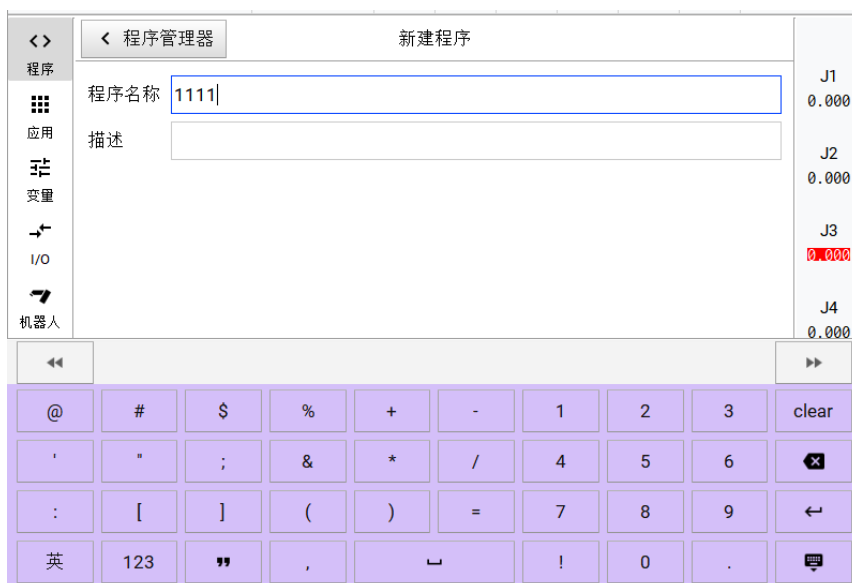 程序管理器 新建程序
程序
程序名称 1111
J1
0.000
应用
描述
J2
0.000
变量
J3
0.000
I/O
机器人
J4
0.000
@ # $ % + - 1 2 3 clear
' " ; & * / 4 5 6
: [ ] ( ) = 7 8 9
英 123 " , ! 0 .